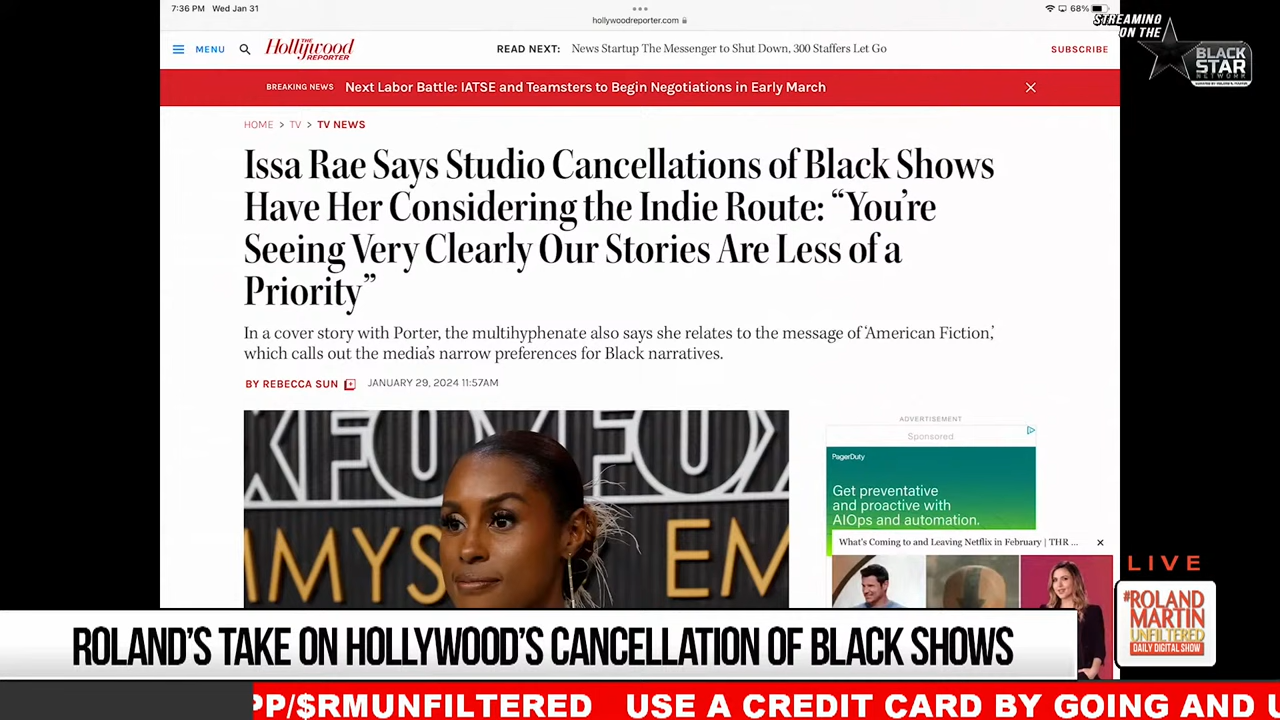 7:36 PM Wed Jan 31
hollywoodreporter.com
68%
STREAMING
ON THE
BLACK
STAR
NETWORK
MENU
THE
Hollywood
REPORTER
READ NEXT: News Startup The Messenger to Shut Down, 300 Staffers Let Go
SUBSCRIBE
BREAKING NEWS Next Labor Battle: IATSE and Teamsters to Begin Negotiations in Early March
HOME > TV > TV NEWS
Issa Rae Says Studio Cancellations of Black Shows
Have Her Considering the Indie Route: “You’re
Seeing Very Clearly Our Stories Are Less of a
Priority”
In a cover story with Porter, the multihyphenate also says she relates to the message of ‘American Fiction,’
which calls out the media’s narrow preferences for Black narratives.
BY REBECCA SUN JANUARY 29, 2024 11:57AM
FOX FOX
MMYS EM
ADVERTISEMENT
Sponsored
PagerDuty
Get preventative
and proactive with
AIOps and automation.
What's Coming to and Leaving Netflix in February | THR ...
LIVE
#ROLAND
MARTIN
UNFILTERED
DAILY DIGITAL SHOW
ROLAND'S TAKE ON HOLLYWOOD'S CANCELLATION OF BLACK SHOWS
PP/$RMUNFILTERED USE A CREDIT CARD BY GOING AND U